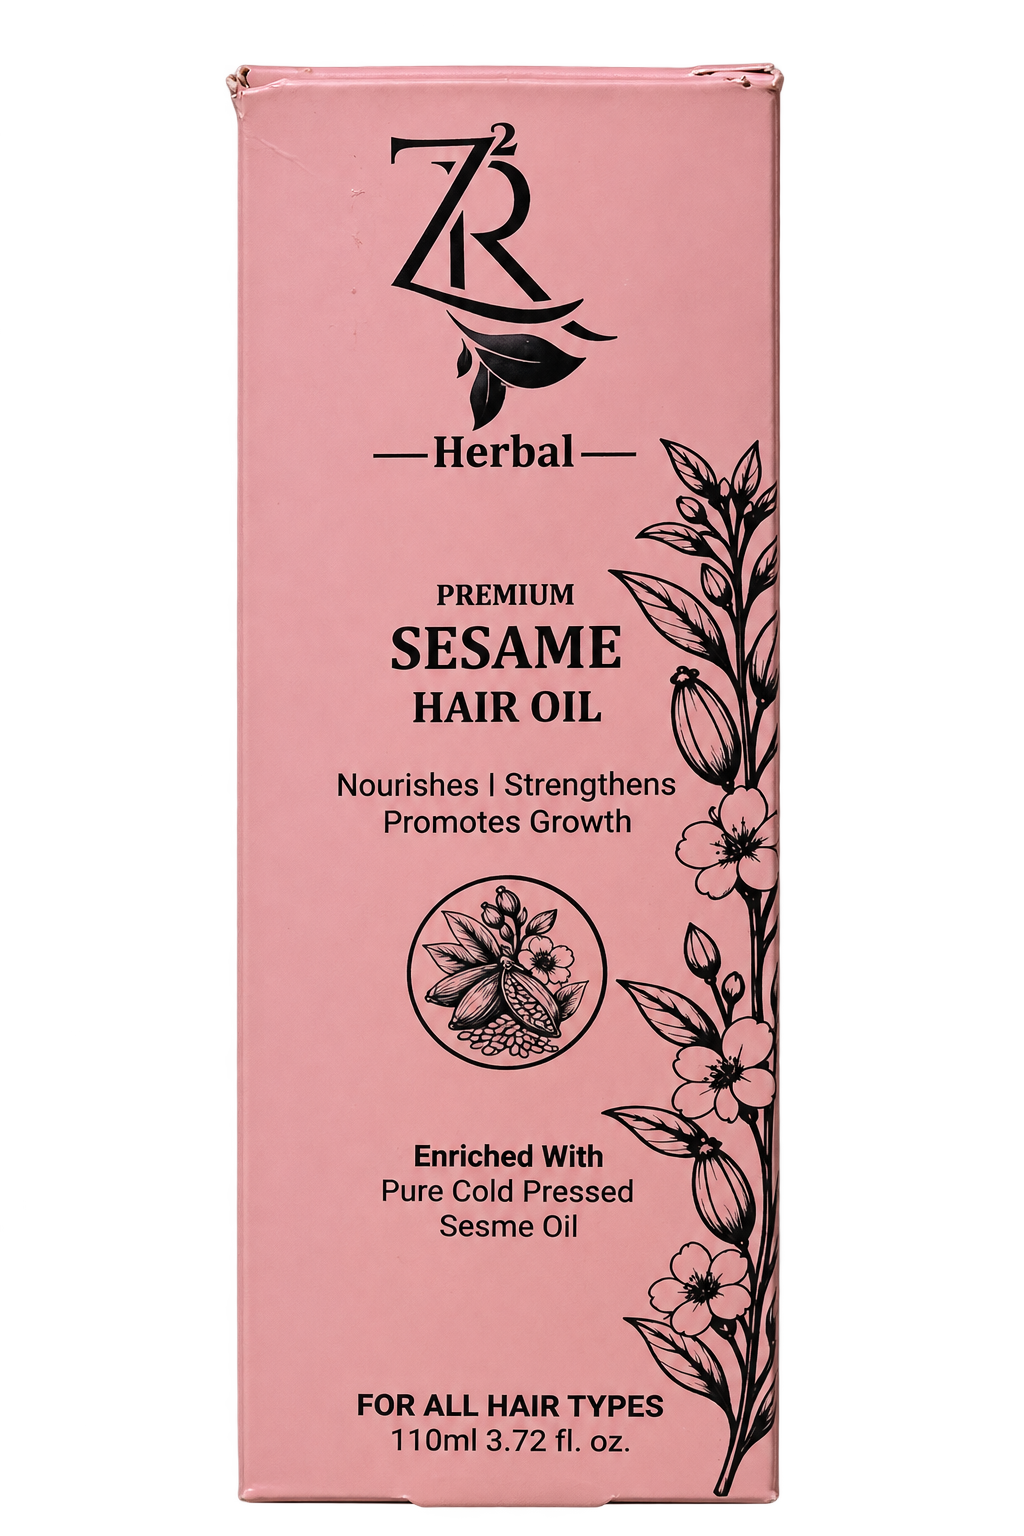 Z²R
Herbal
PREMIUM
SESAME
HAIR OIL
Nourishes | Strengthens
Promotes Growth
Enriched With
Pure Cold Pressed
Sesme Oil
FOR ALL HAIR TYPES
110ml 3.72 fl. oz.